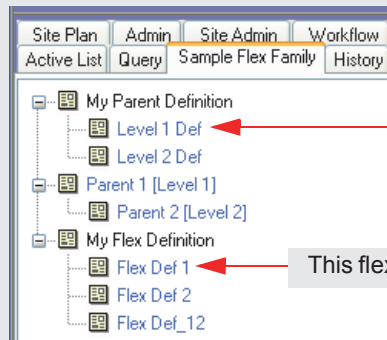 Site Plan Admin Site Admin Workflow
Active List Query Sample Flex Family History
My Parent Definition
Level 1 Def
Level 2 Def
Parent 1 [Level 1]
Parent 2 [Level 2]
My Flex Definition
Flex Def 1
This flex
Flex Def 2
Flex Def_12